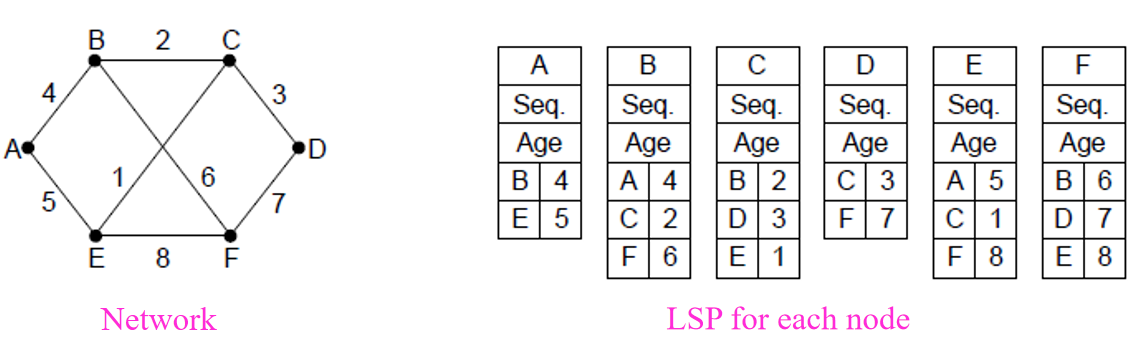 B 2 C
4 3
A D
1 6
5 7
E 8 F
Network
A B C D E F
Seq. Seq. Seq. Seq. Seq. Seq.
Age Age Age Age Age Age
B 4 A 4 B 2 C 3 A 5 B 6
E 5 C 2 D 3 F 7 C 1 D 7
F 6 E 1 F 8 E 8
LSP for each node